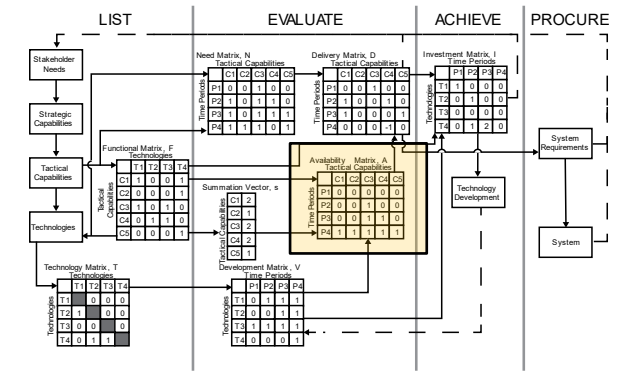 LIST EVALUATE ACHIEVE PROCURE
Stakeholder
Needs
Strategic
Capabilities
Tactical
Capabilities
Technologies
Need Matrix, N
Tactical Capabilities
Time Periods
C1 C2 C3 C4 C5
P1 0 0 1 0 0
P2 1 0 1 0 0
P3 1 0 1 1 0
P4 1 1 1 0 1
Delivery Matrix, D
Tactical Capabilities
Time Periods
C1 C2 C3 C4 C5
P1 0 0 1 0 0
P2 1 0 0 0 0
P3 1 0 0 1 0
P4 0 0 0 -1 0
Investment Matrix, I
Time Periods
Technologies
P1 P2 P3 P4
T1 1 0 0 0
T2 0 1 0 0
T3 0 0 0 0
T4 0 1 2 0
Functional Matrix, F
Technologies
Tactical
Capabilities
T1 T2 T3 T4
C1 1 0 0 1
C2 0 0 0 1
C3 0 1 1 0
C4 0 1 1 0
C5 0 0 0 1
Summation Vector, s
Tactical Capabilities
C1 2
C2 1
C3 2
C4 2
C5 1
Availability Matrix, A
Tactical Capabilities
Time Periods
C1 C2 C3 C4 C5
P1 0 0 0 0 0
P2 0 0 1 0 0
P3 0 0 1 0 0
P4 1 1 1 1 1
Technology
Development
System
Requirements
System
Technology Matrix, T
Technologies
Technologies
T1 T2 T3 T4
T1 0 0 0
T2 1 0 0
T3 0 0 0
T4 0 1 1
Development Matrix, V
Time Periods
Technologies
P1 P2 P3 P4
T1 0 1 1 1
T2 0 1 1 1
T3 1 1 1 1
T4 0 0 0 1